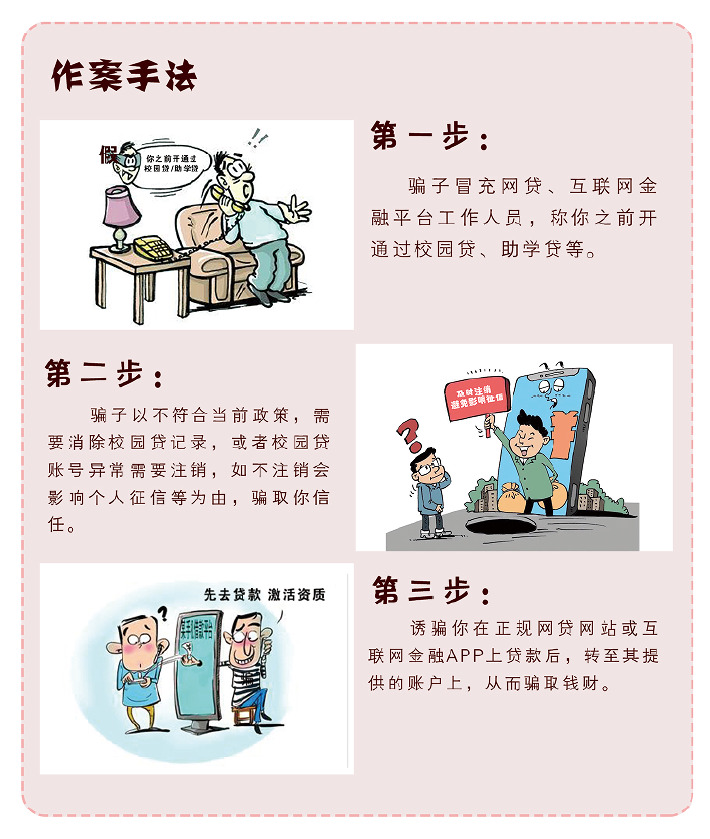 作案手法
假
你之前开通过
校园贷/助学贷
第一步：
骗子冒充网贷、互联网金
融平台工作人员，称你之前开
通过校园贷、助学贷等。
第二步：
骗子以不符合当前政策，需
要消除校园贷记录，或者校园贷
账号异常需要注销，如不注销会
影响个人征信等为由，骗取你信
任。
及时注销
避免影响征信
先去贷款 激活资质
某手机借款平台
第三步：
诱骗你在正规网贷网站或互
联网金融APP上贷款后，转至其提
供的账户上，从而骗取钱财。